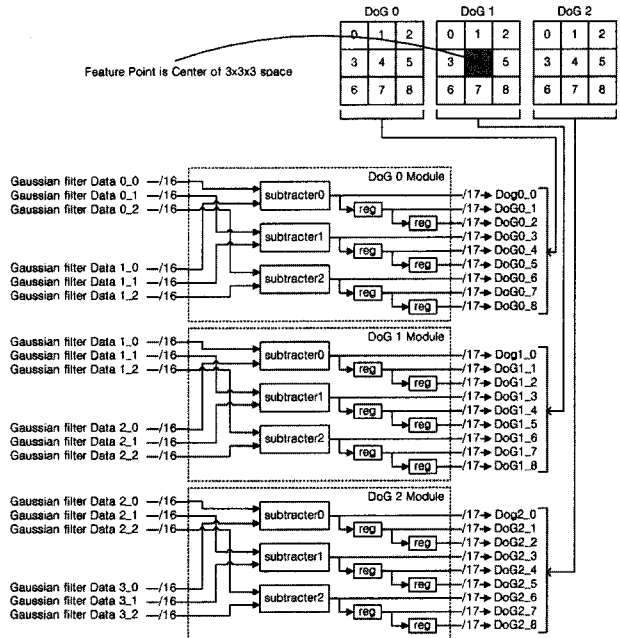 DoG 0 DoG 1 DoG 2
0 1 2 0 1 2 0 1 2
3 4 5 3 5 3 4 5
6 7 8 6 7 8 6 7 8
Feature Point is Center of 3x3x3 space
DoG 0 Module
Gaussian filter Data 0_0 /16
Gaussian filter Data 0_1 /16
Gaussian filter Data 0_2 /16
Gaussian filter Data 1_0 /16
Gaussian filter Data 1_1 /16
Gaussian filter Data 1_2 /16
subtracter0
subtracter1
subtracter2
reg reg
reg reg
reg reg
/17 Dog0_0
/17 DoG0_1
/17 DoG0_2
/17 DoG0_3
/17 DoG0_4
/17 DoG0_5
/17 DoG0_6
/17 DoG0_7
/17 DoG0_8
DoG 1 Module
Gaussian filter Data 1_0 /16
Gaussian filter Data 1_1 /16
Gaussian filter Data 1_2 /16
Gaussian filter Data 2_0 /16
Gaussian filter Data 2_1 /16
Gaussian filter Data 2_2 /16
subtracter0
subtracter1
subtracter2
reg reg
reg reg
reg reg
/17 Dog1_0
/17 DoG1_1
/17 DoG1_2
/17 DoG1_3
/17 DoG1_4
/17 DoG1_5
/17 DoG1_6
/17 DoG1_7
/17 DoG1_8
DoG 2 Module
Gaussian filter Data 2_0 /16
Gaussian filter Data 2_1 /16
Gaussian filter Data 2_2 /16
Gaussian filter Data 3_0 /16
Gaussian filter Data 3_1 /16
Gaussian filter Data 3_2 /16
subtracter0
subtracter1
subtracter2
reg reg
reg reg
reg reg
/17 Dog2_0
/17 DoG2_1
/17 DoG2_2
/17 DoG2_3
/17 DoG2_4
/17 DoG2_5
/17 DoG2_6
/17 DoG2_7
/17 DoG2_8